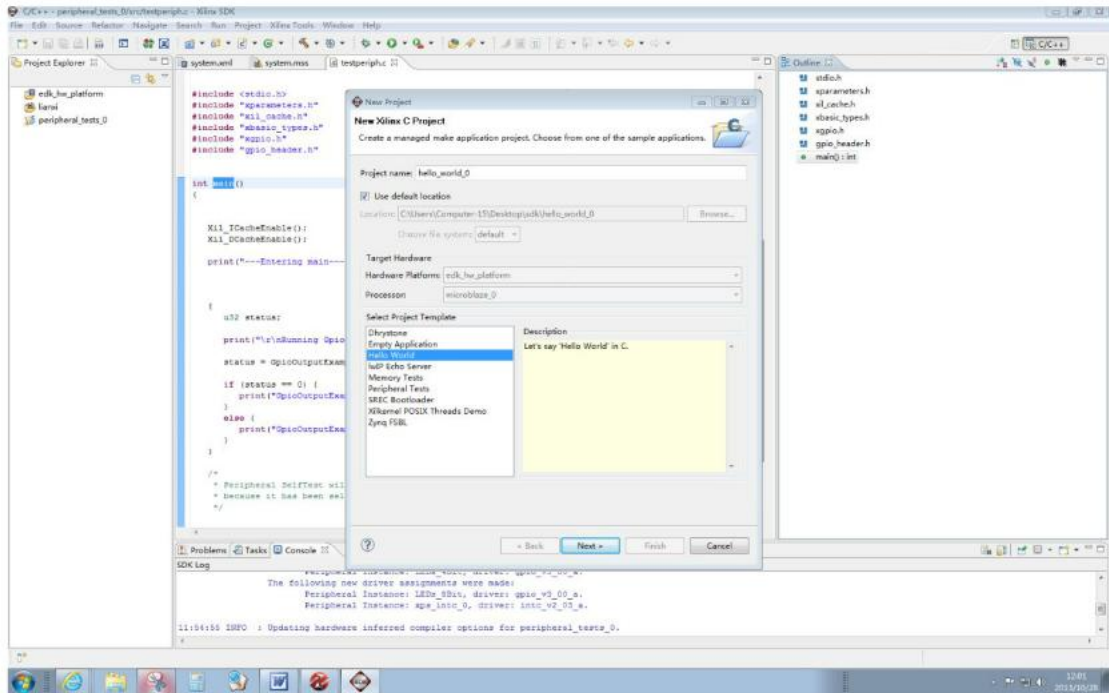 C/C++ - peripheral_tests_0/src/testperiph.c - Xilinx SDK
File Edit Source Refactor Navigate Search Run Project Xilinx Tools Window Help
C/C++
Project Explorer
system.xml
system.mss
testperiph.c
Outline
edk_hw_platform
lianxi
peripheral_tests_0
#include <stdio.h>
#include "xparameters.h"
#include "xil_cache.h"
#include "xbasic_types.h"
#include "xgpio.h"
#include "gpio_header.h"
int main()
{
Xil_ICacheEnable();
Xil_DCacheEnable();
print("---Entering main---
{
u32 status;
print("\r\nRunning Gpio
status = GpioOutputExam
if (status == 0) {
print("GpioOutputExa
}
else {
print("GpioOutputExa
}
}
/*
* Peripheral SelfTest wil
* because it has been sel
*/
New Project
New Xilinx C Project
Create a managed make application project. Choose from one of the sample applications.
Project name: hello_world_0
Use default location
Location: C:\Users\Computer-15\Desktop\sdk\hello_world_0
Browse...
Choose file system: default
Target Hardware
Hardware Platform: edk_hw_platform
Processor: microblaze_0
Select Project Template
Dhrystone
Empty Application
Hello World
lwIP Echo Server
Memory Tests
Peripheral Tests
SREC Bootloader
Xilkernel POSIX Threads Demo
Zynq FSBL
Description
Let's say 'Hello World' in C.
< Back
Next >
Finish
Cancel
stdio.h
xparameters.h
xil_cache.h
xbasic_types.h
xgpio.h
gpio_header.h
main() : int
Problems Tasks Console
SDK Log
The following new driver assignments were made:
Peripheral Instance: LEDs_8Bit, driver: gpio_v3_00_a.
Peripheral Instance: xps_intc_0, driver: intc_v2_03_a.
11:54:55 INFO : Updating hardware inferred compiler options for peripheral_tests_0.
12:01
2013/10/28